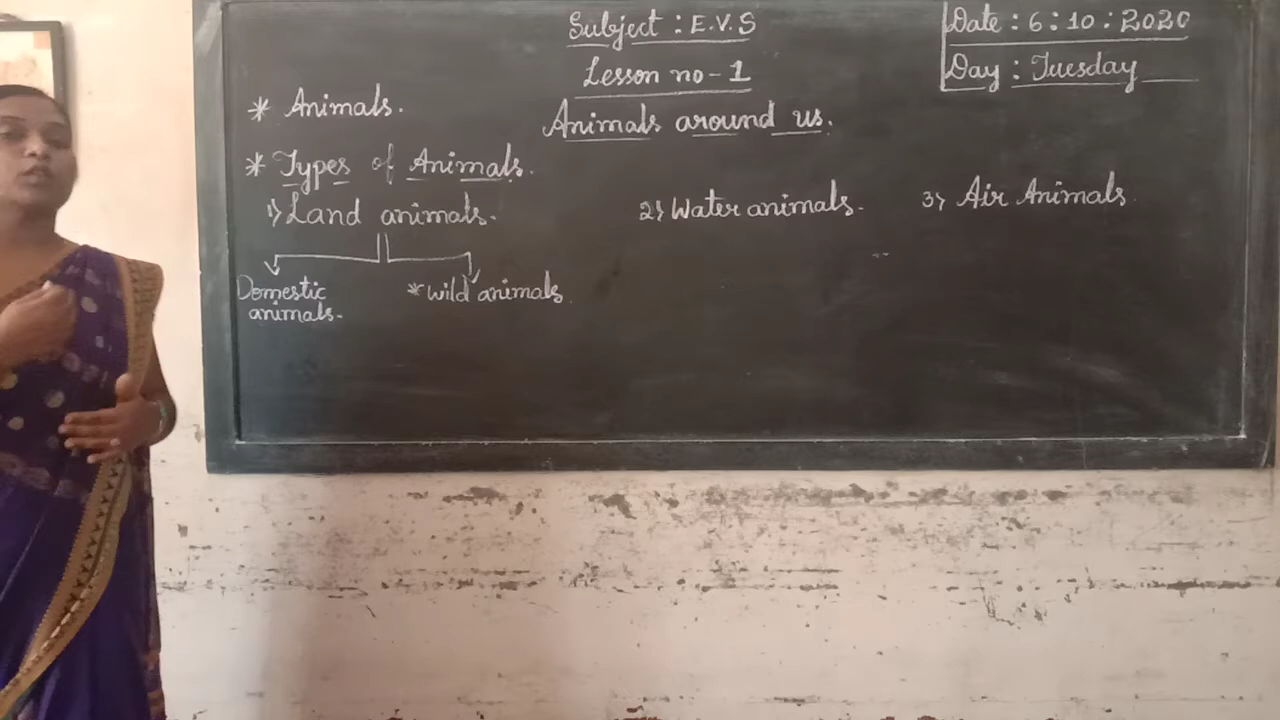 Subject : E.V.S
Date : 6 : 10 : 2020
Lesson no - 1
Day : Tuesday
* Animals.
Animals around us.
* Types of Animals.
1) Land animals.
2) Water animals.
3) Air Animals
Domestic animals.
* wild animals.